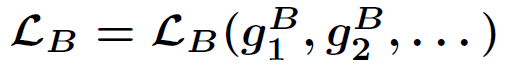 𝓛_B = 𝓛_B(g_1^B, g_2^B, ...)